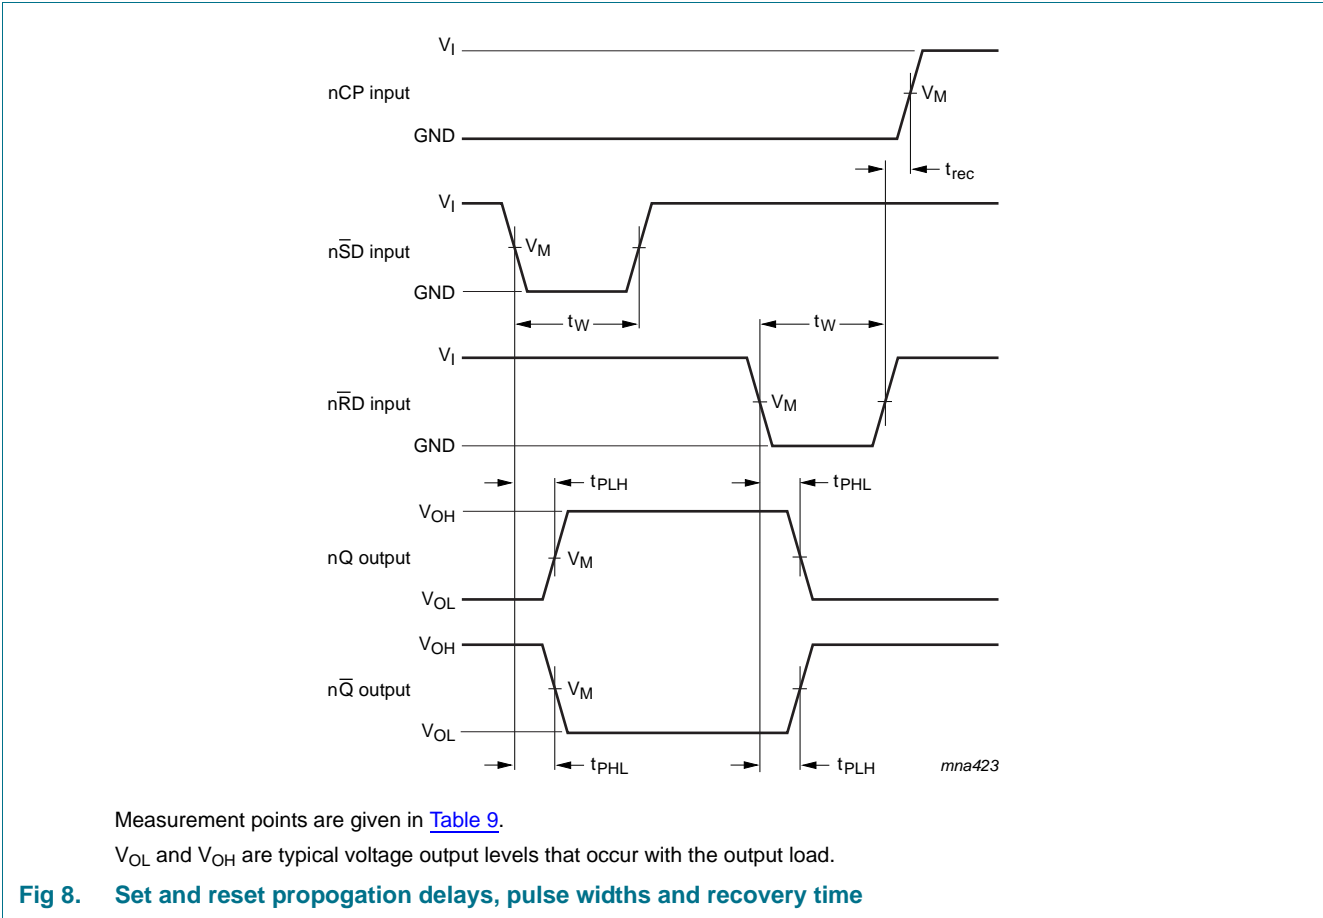 VI
nCP input
VM
GND
trec
VI
nS̅D input
VM
GND
tW
tW
VI
nR̅D input
VM
GND
tPLH
tPHL
VOH
nQ output
VM
VOL
VOH
nQ̅ output
VM
VOL
tPHL
tPLH
mna423
Measurement points are given in Table 9.
VOL and VOH are typical voltage output levels that occur with the output load.
Fig 8. Set and reset propogation delays, pulse widths and recovery time